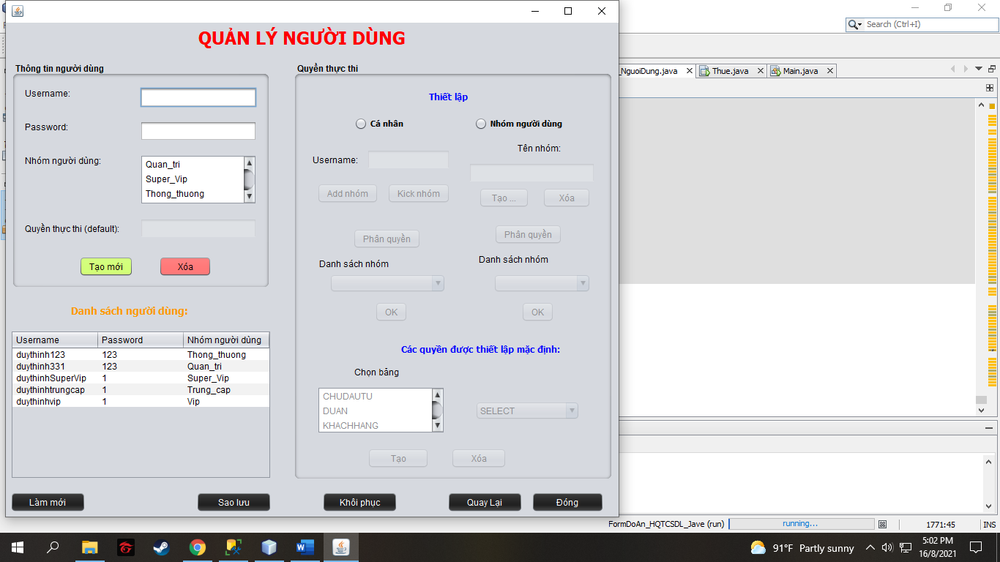 QUẢN LÝ NGƯỜI DÙNG
Search (Ctrl+I)
_NguoiDung.java
Thue.java
Main.java
Thông tin người dùng
Username:
Password:
Nhóm người dùng:
Quan_tri
Super_Vip
Thong_thuong
Quyền thực thi (default):
Tạo mới
Xóa
Danh sách người dùng:
Username Password Nhóm người dùng
duythinh123 123 Thong_thuong
duythinh331 123 Quan_tri
duythinhSuperVip 1 Super_Vip
duythinhtrungcap 1 Trung_cap
duythinhvip 1 Vip
Quyền thực thi
Thiết lập
Cá nhân
Nhóm người dùng
Username:
Add nhóm
Kick nhóm
Phân quyền
Danh sách nhóm
OK
Tên nhóm:
Tạo ...
Xóa
Phân quyền
Danh sách nhóm
OK
Các quyền được thiết lập mặc định:
Chọn bảng
CHUDAUTU
DUAN
KHACHHANG
SELECT
Tạo
Xóa
Làm mới
Sao lưu
Khôi phục
Quay Lại
Đóng
FormDoAn_HQTCSDL_Jave (run)
running...
1771:45
INS
91°F Partly sunny
5:02 PM
16/8/2021